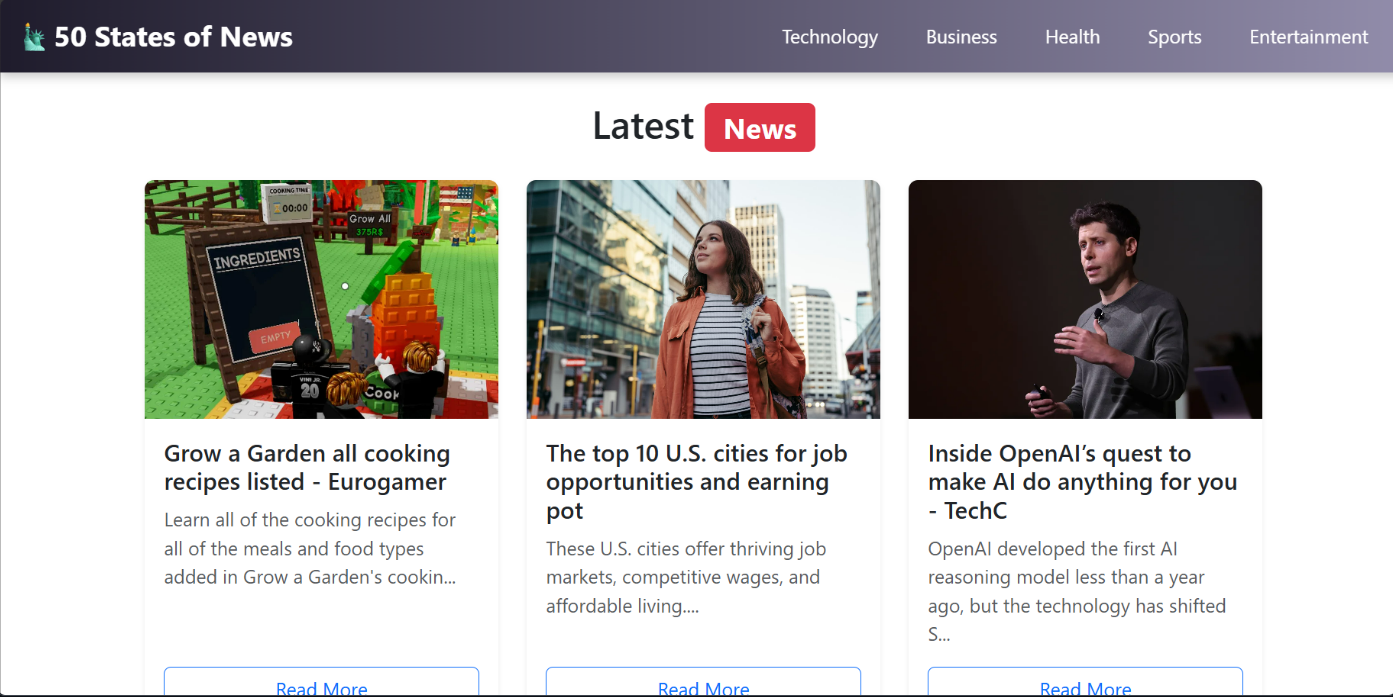 50 States of News
Technology
Business
Health
Sports
Entertainment
Latest News
COOKING TIME
00:00
Grow All
375R$
INGREDIENTS
EMPTY
VINI JR.
20
Cook
Grow a Garden all cooking
recipes listed - Eurogamer
Learn all of the cooking recipes for
all of the meals and food types
added in Grow a Garden's cookin...
Read More
The top 10 U.S. cities for job
opportunities and earning
pot
These U.S. cities offer thriving job
markets, competitive wages, and
affordable living....
Read More
Inside OpenAI’s quest to
make AI do anything for you
- TechC
OpenAI developed the first AI
reasoning model less than a year
ago, but the technology has shifted
S...
Read More